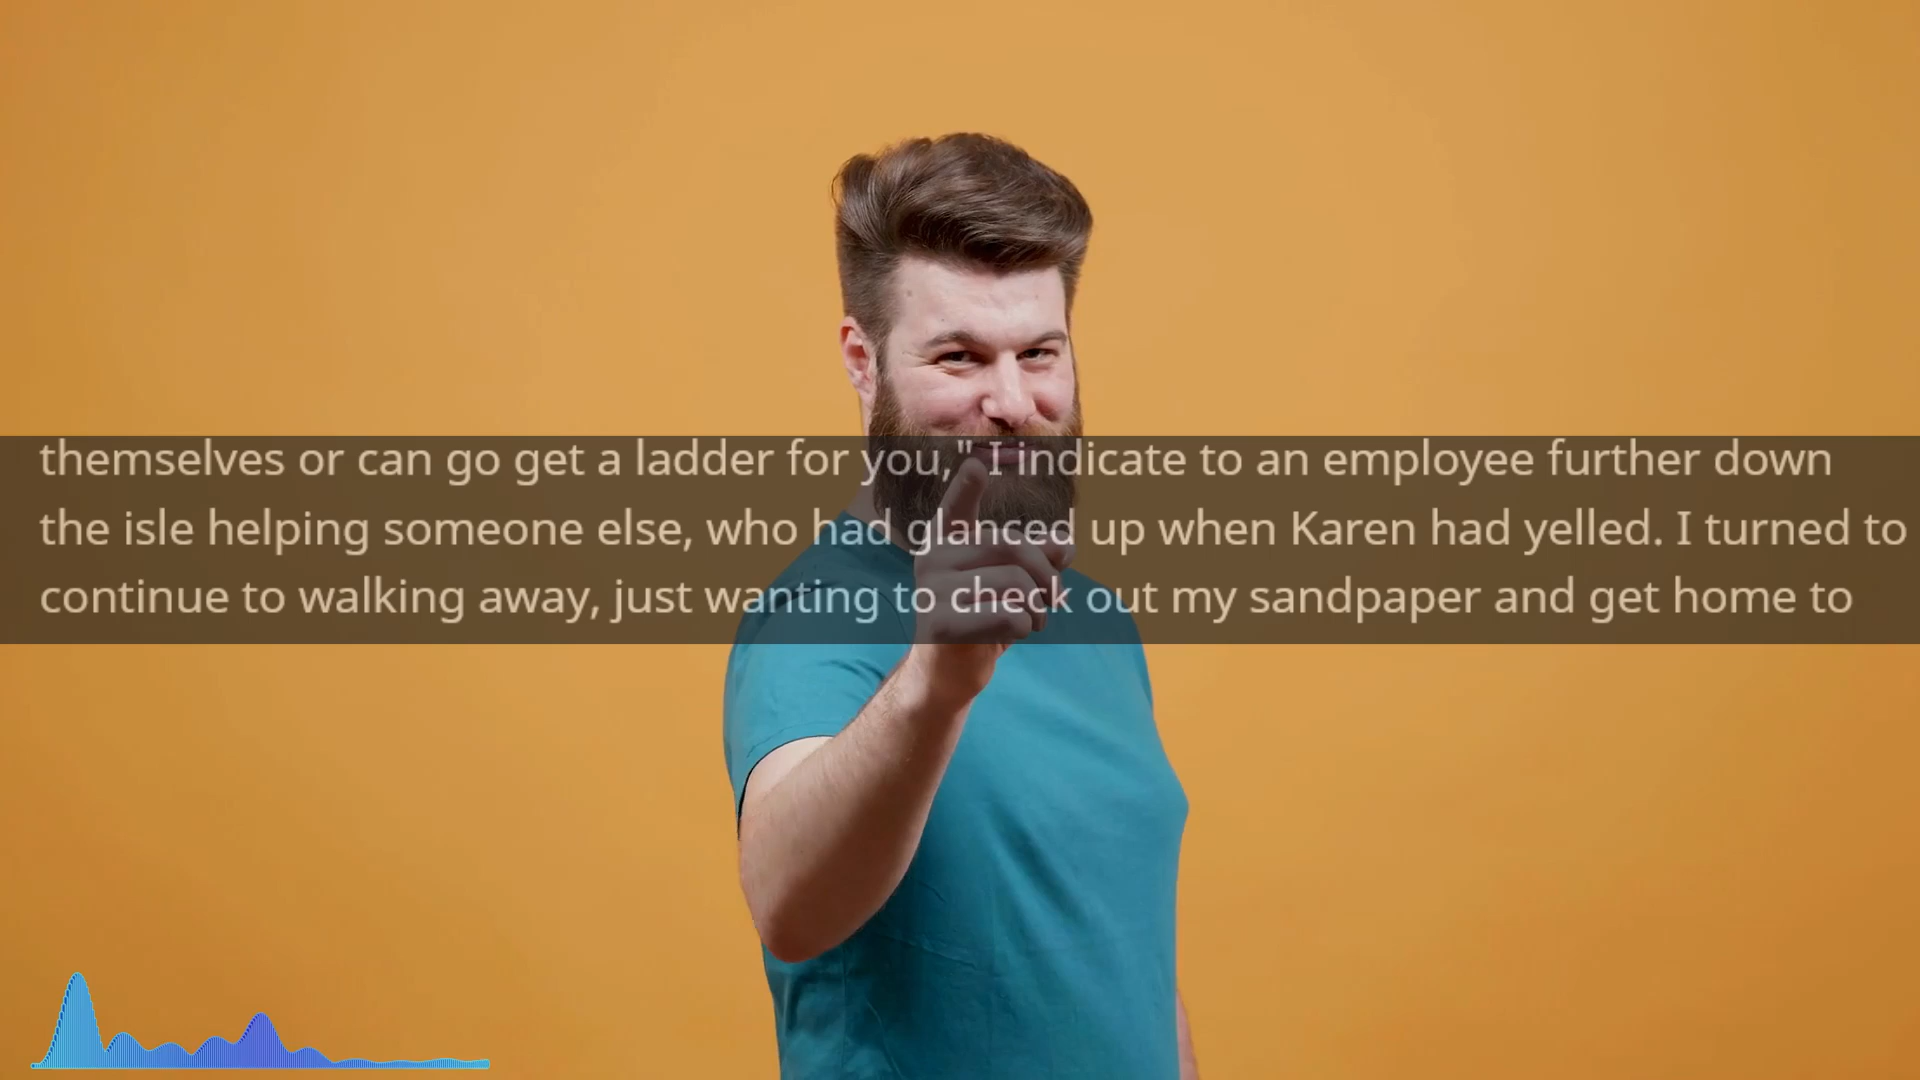 themselves or can go get a ladder for you," I indicate to an employee further down
the isle helping someone else, who had glanced up when Karen had yelled. I turned to
continue to walking away, just wanting to check out my sandpaper and get home to